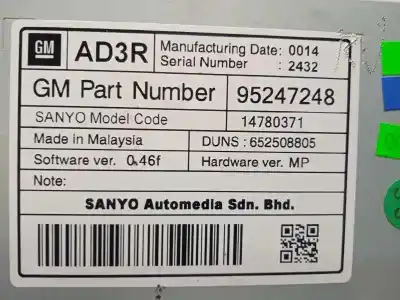 GM AD3R Manufacturing Date: 0014
Serial Number : 2432
GM Part Number 95247248
SANYO Model Code 14780371
Made in Malaysia DUNS : 652508805
Software ver. 0.46f Hardware ver. MP
Note:
SANYO Automedia Sdn. Bhd.